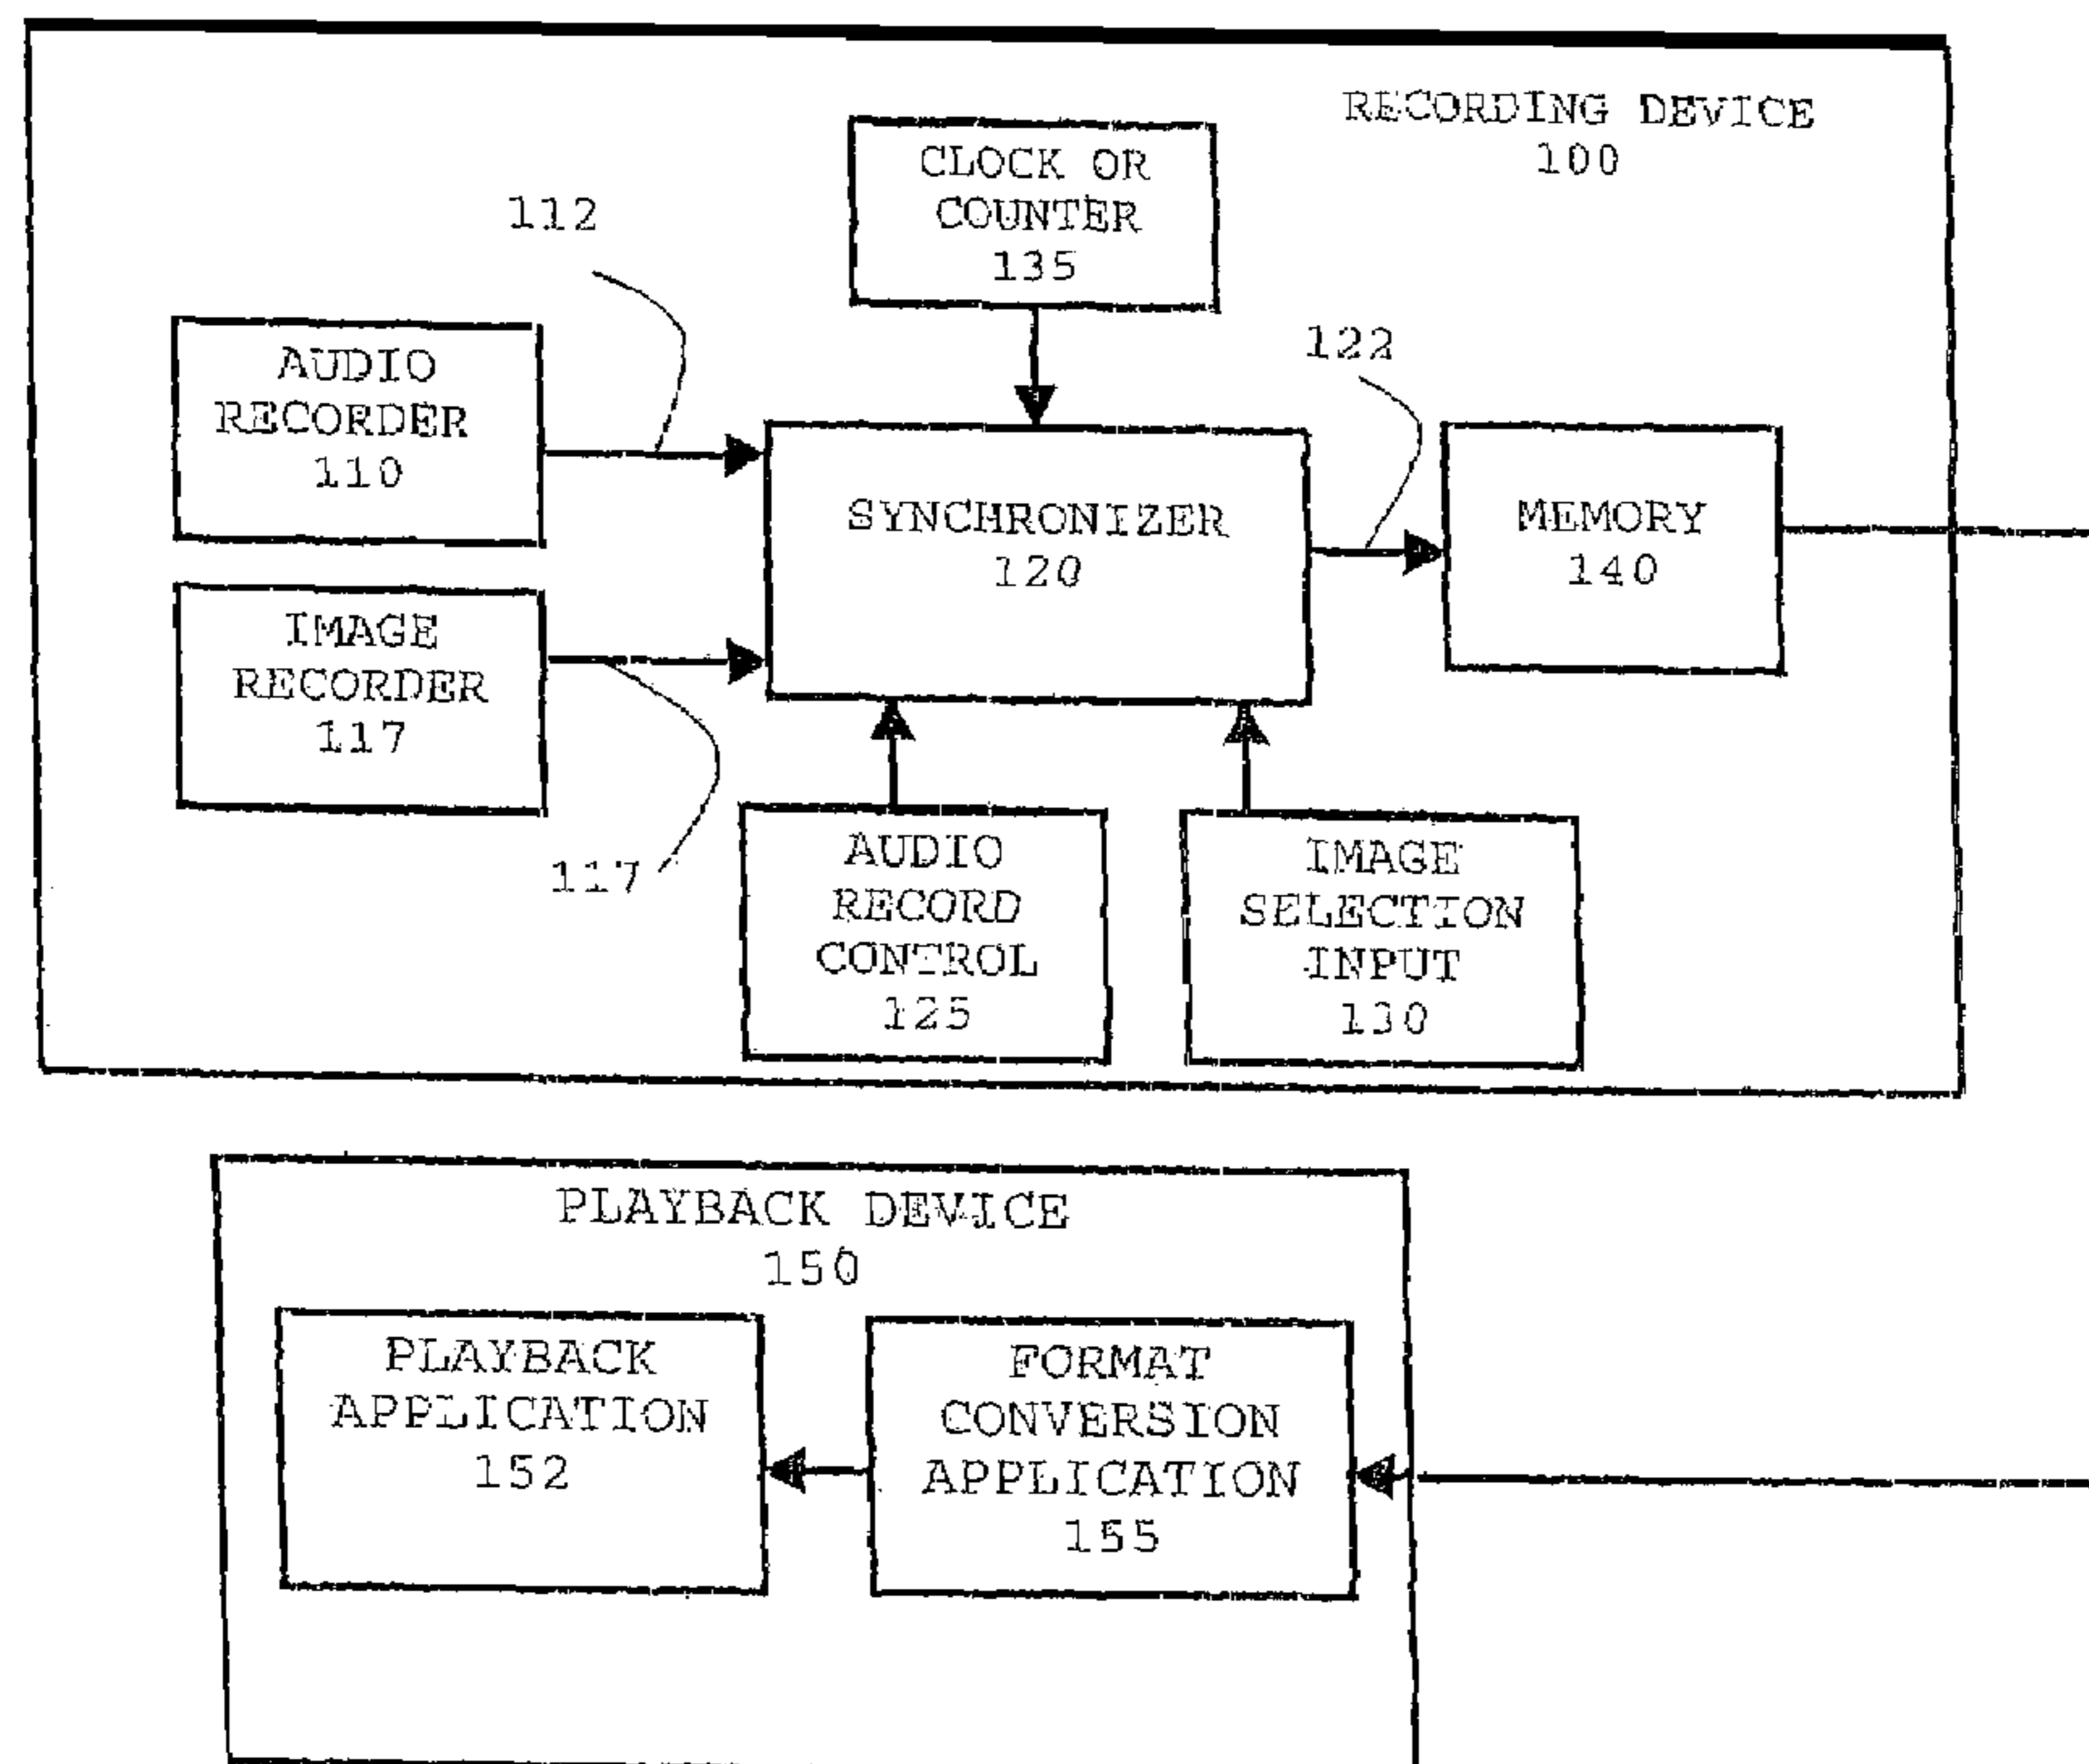 RECORDING DEVICE
100
CLOCK OR
COUNTER
135
112
122
AUDIO
RECORDER
110
SYNCHRONIZER
120
MEMORY
140
IMAGE
RECORDER
117
117
AUDIO
RECORD
CONTROL
125
IMAGE
SELECTION
INPUT
130
PLAYBACK DEVICE
150
PLAYBACK
APPLICATION
152
FORMAT
CONVERSION
APPLICATION
155